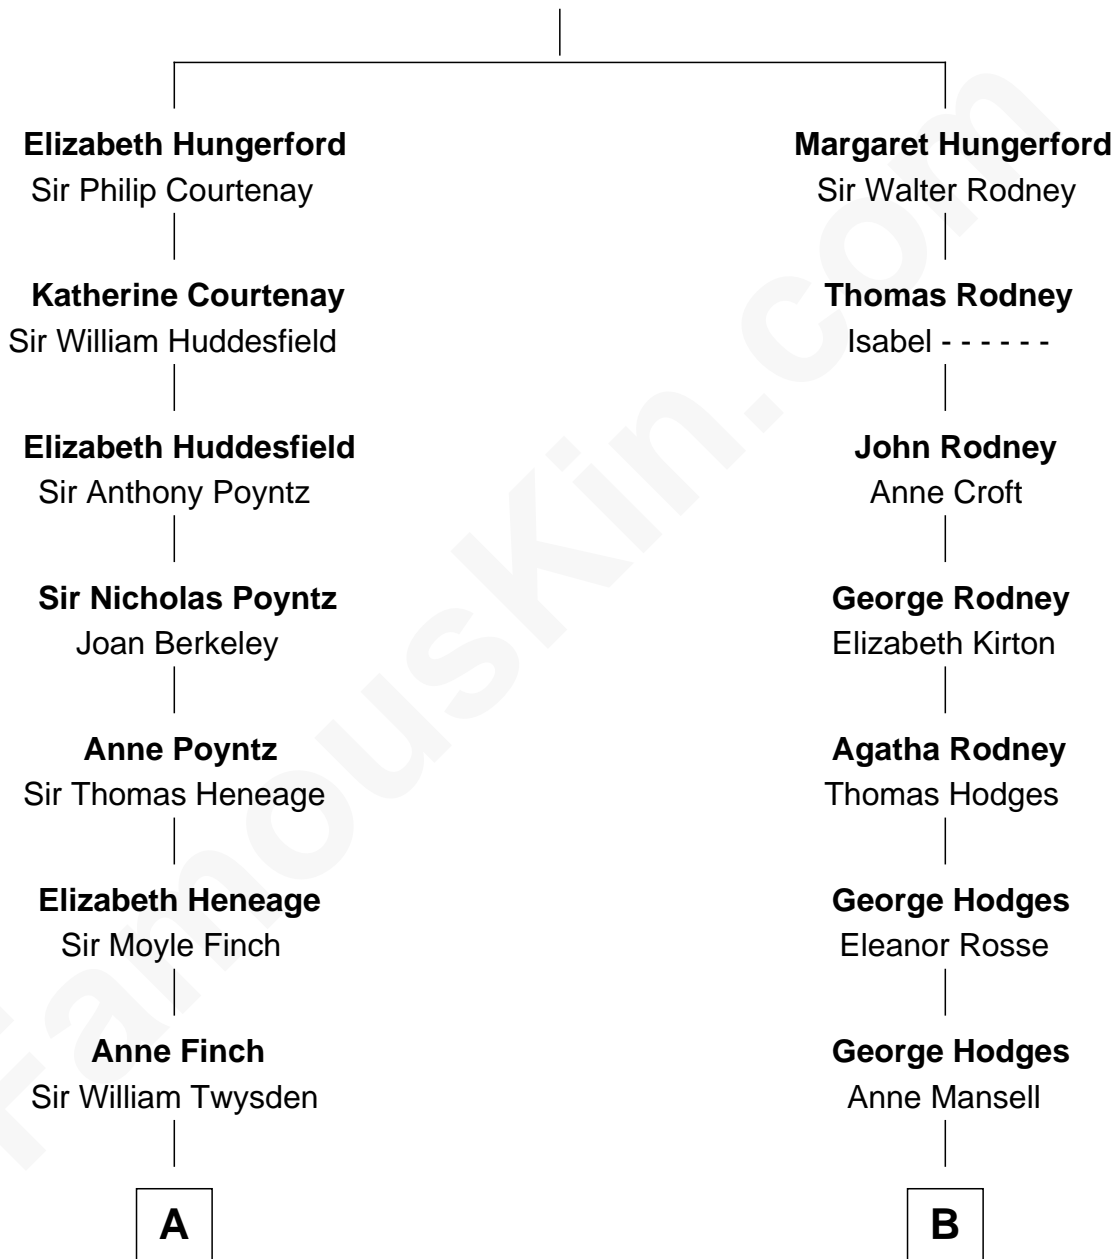 Elizabeth Hungerford
Sir Philip Courtenay
Katherine Courtenay
Sir William Huddesfield
Elizabeth Huddesfield
Sir Anthony Poyntz
Sir Nicholas Poyntz
Joan Berkeley
Anne Poyntz
Sir Thomas Heneage
Elizabeth Heneage
Sir Moyle Finch
Anne Finch
Sir William Twysden
A
Margaret Hungerford
Sir Walter Rodney
Thomas Rodney
Isabel - - - - - -
John Rodney
Anne Croft
George Rodney
Elizabeth Kirton
Agatha Rodney
Thomas Hodges
George Hodges
Eleanor Rosse
George Hodges
Anne Mansell
B
FamousKin.com